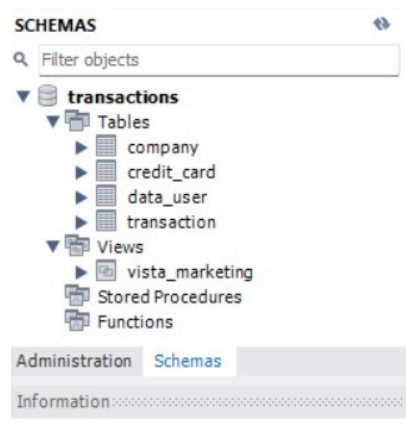 SCHEMAS
Filter objects
transactions
Tables
company
credit_card
data_user
transaction
Views
vista_marketing
Stored Procedures
Functions
Administration Schemas
Information